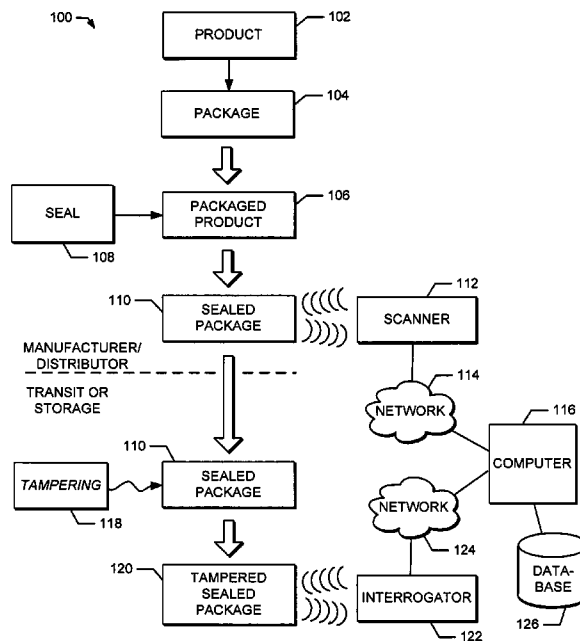 100
PRODUCT
102
PACKAGE
104
PACKAGED
PRODUCT
106
SEAL
108
110
SEALED
PACKAGE
SCANNER
112
MANUFACTURER/
DISTRIBUTOR
TRANSIT OR
STORAGE
NETWORK
114
116
COMPUTER
110
SEALED
PACKAGE
TAMPERING
118
NETWORK
124
120
TAMPERED
SEALED
PACKAGE
INTERROGATOR
122
DATA-
BASE
126